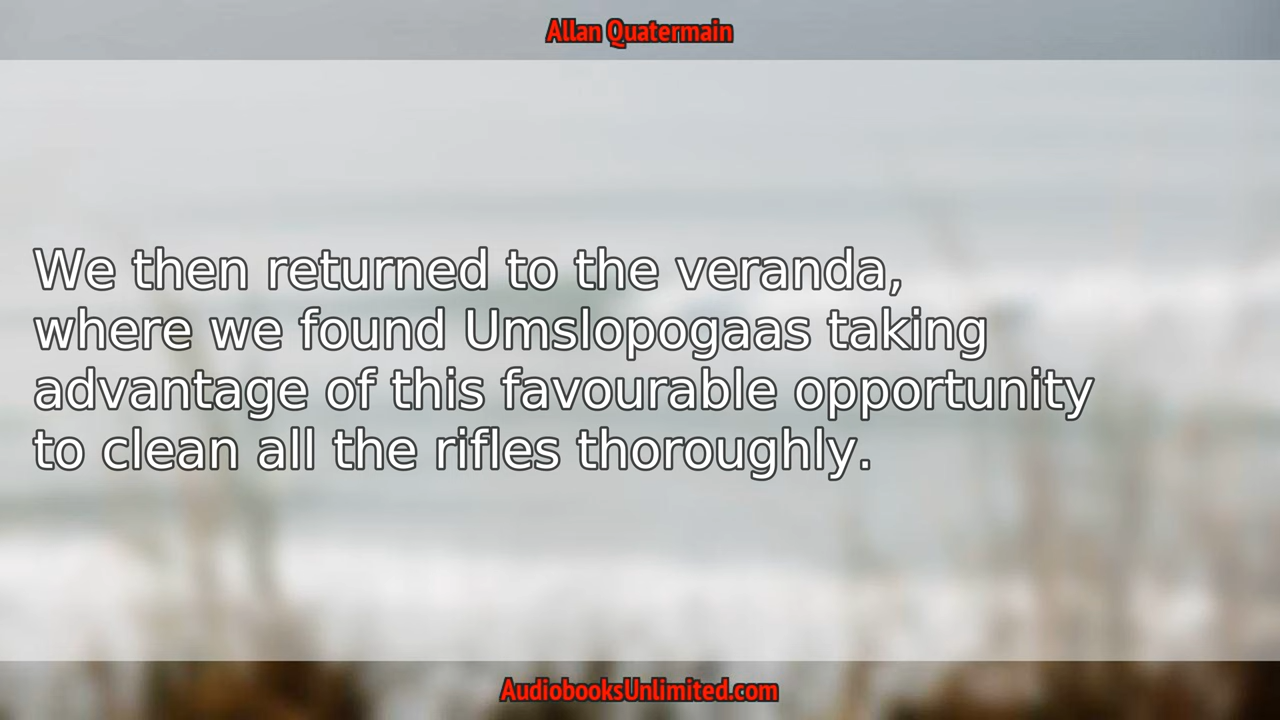 Allan Quatermain
We then returned to the veranda,
where we found Umslopogaas taking
advantage of this favourable opportunity
to clean all the rifles thoroughly.
AudiobooksUnlimited.com